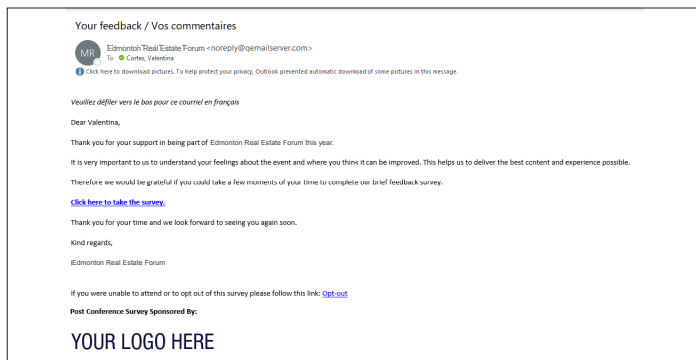 Your feedback / Vos commentaires
MR
Edmonton Real Estate Forum <noreply@qemailserver.com>
To Cortes, Valentina
Click here to download pictures. To help protect your privacy, Outlook prevented automatic download of some pictures in this message.
Veuillez défiler vers le bas pour ce courriel en français
Dear Valentina,
Thank you for your support in being part of Edmonton Real Estate Forum this year.
It is very important to us to understand your feelings about the event and where you think it can be improved. This helps us to deliver the best content and experience possible.
Therefore we would be grateful if you could take a few moments of your time to complete our brief feedback survey.
Click here to take the survey.
Thank you for your time and we look forward to seeing you again soon.
Kind regards,
Edmonton Real Estate Forum
If you were unable to attend or to opt out of this survey please follow this link: Opt-out
Post Conference Survey Sponsored By:
YOUR LOGO HERE